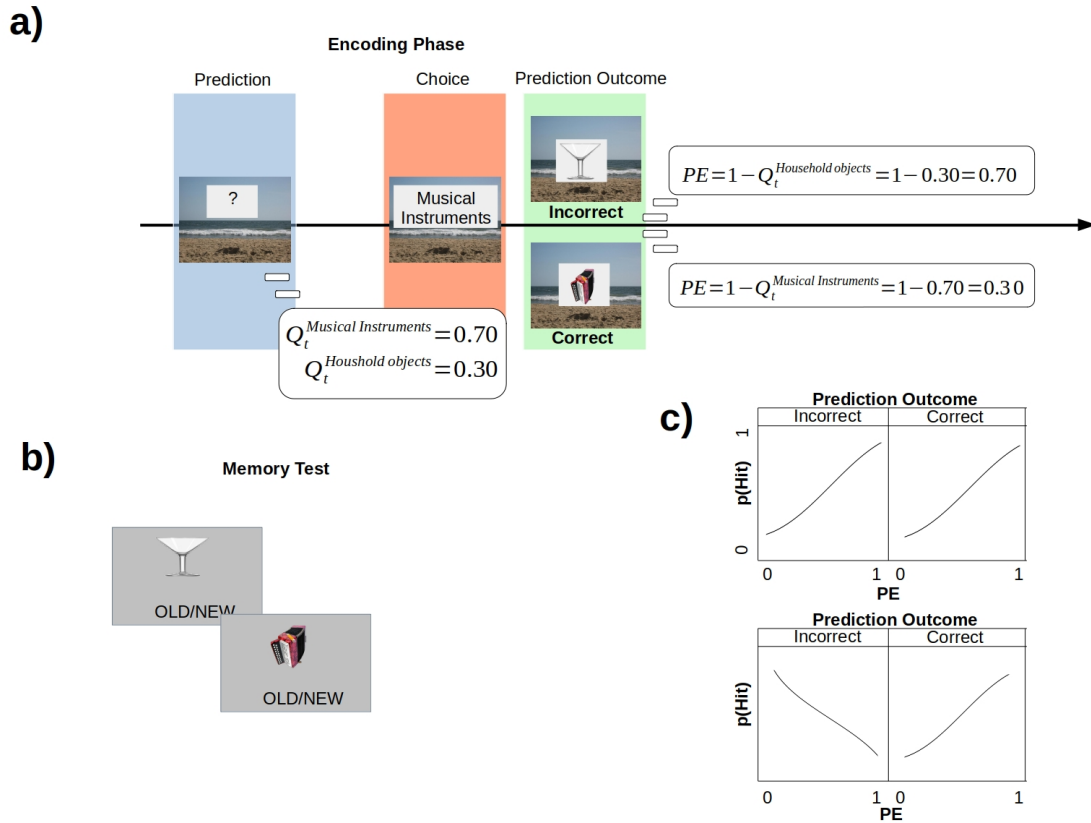 a)
Encoding Phase
Prediction
Choice
Prediction Outcome
?
Musical
Instruments
Incorrect
Correct
PE=1−Q_t^{Household objects}=1−0.30=0.70
PE=1−Q_t^{Musical Instruments}=1−0.70=0.30
Q_t^{Musical Instruments}=0.70
Q_t^{Houshold objects}=0.30
b)
Memory Test
OLD/NEW
OLD/NEW
c)
Prediction Outcome
Incorrect Correct
p(Hit)
1
0
0 1 0 1
PE
Prediction Outcome
Incorrect Correct
p(Hit)
0 1 0 1
PE